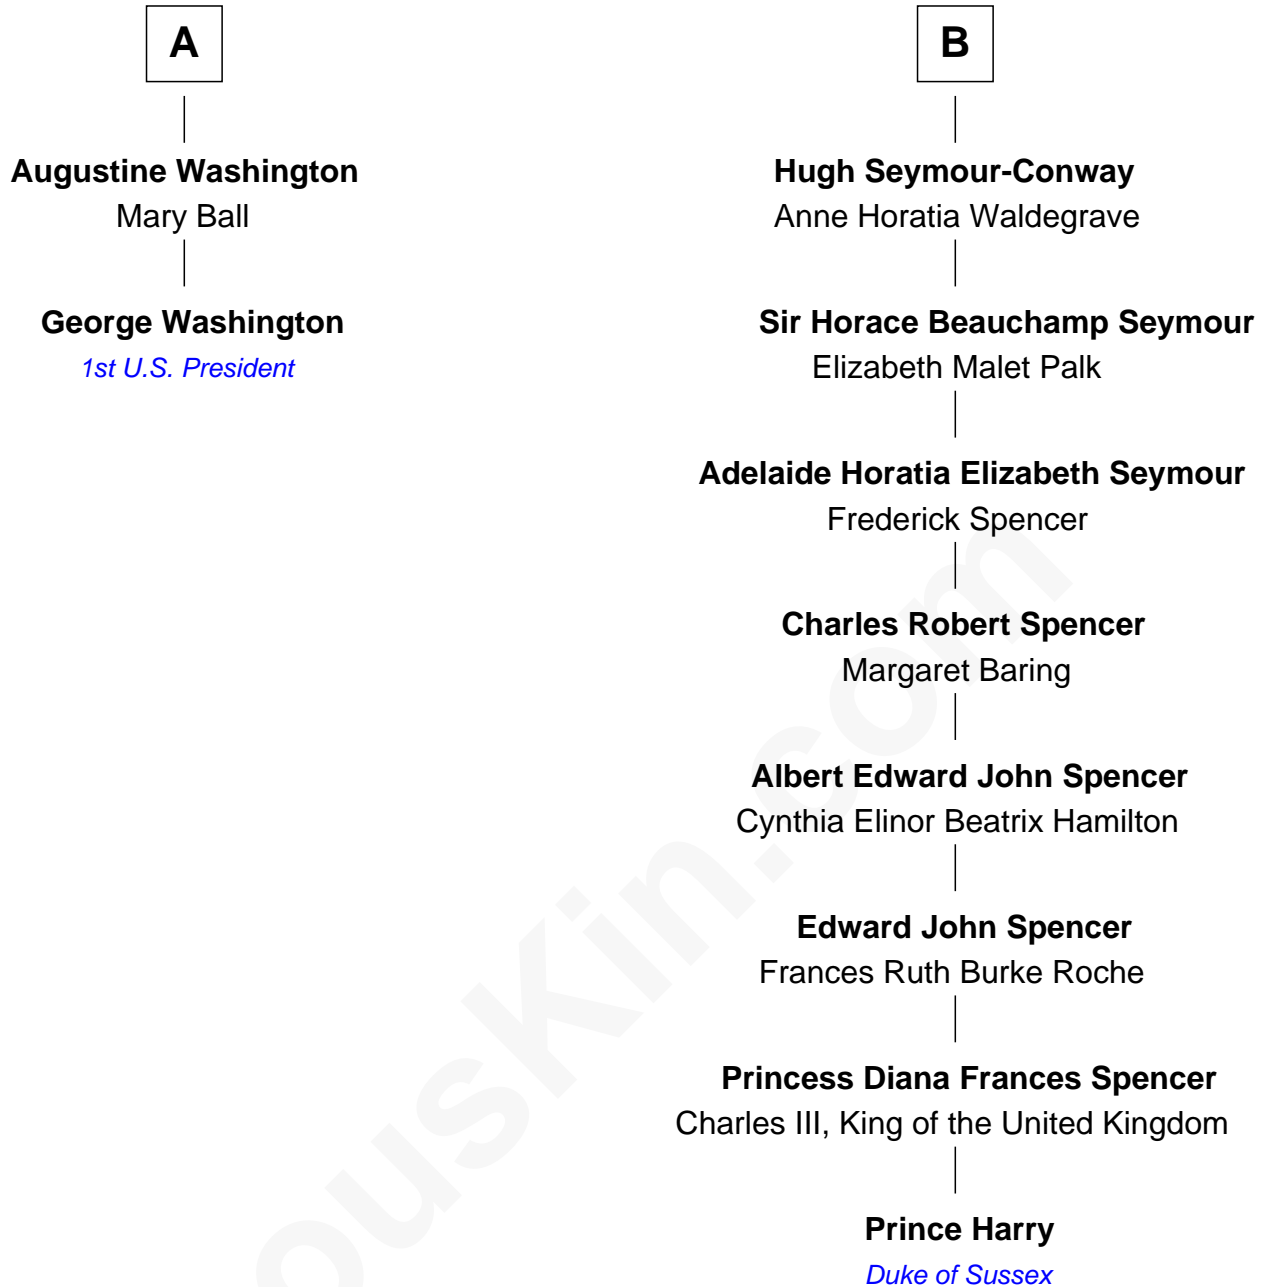 A
Augustine Washington
Mary Ball
George Washington
1st U.S. President
B
Hugh Seymour-Conway
Anne Horatia Waldegrave
Sir Horace Beauchamp Seymour
Elizabeth Malet Palk
Adelaide Horatia Elizabeth Seymour
Frederick Spencer
Charles Robert Spencer
Margaret Baring
Albert Edward John Spencer
Cynthia Elinor Beatrix Hamilton
Edward John Spencer
Frances Ruth Burke Roche
Princess Diana Frances Spencer
Charles III, King of the United Kingdom
Prince Harry
Duke of Sussex
ousKin.com